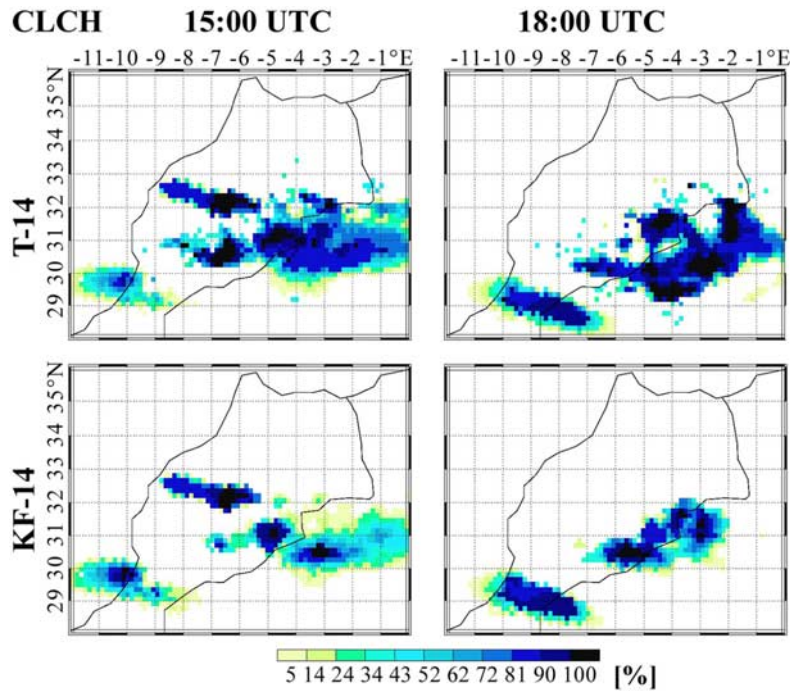 CLCH 15:00 UTC 18:00 UTC
-11 -10 -9 -8 -7 -6 -5 -4 -3 -2 -1°E -11 -10 -9 -8 -7 -6 -5 -4 -3 -2 -1°E
T-14
35°N 34 33 32 31 30 29
35°N 34 33 32 31 30 29
KF-14
35°N 34 33 32 31 30 29
35°N 34 33 32 31 30 29
5 14 24 34 43 52 62 72 81 90 100 [%]